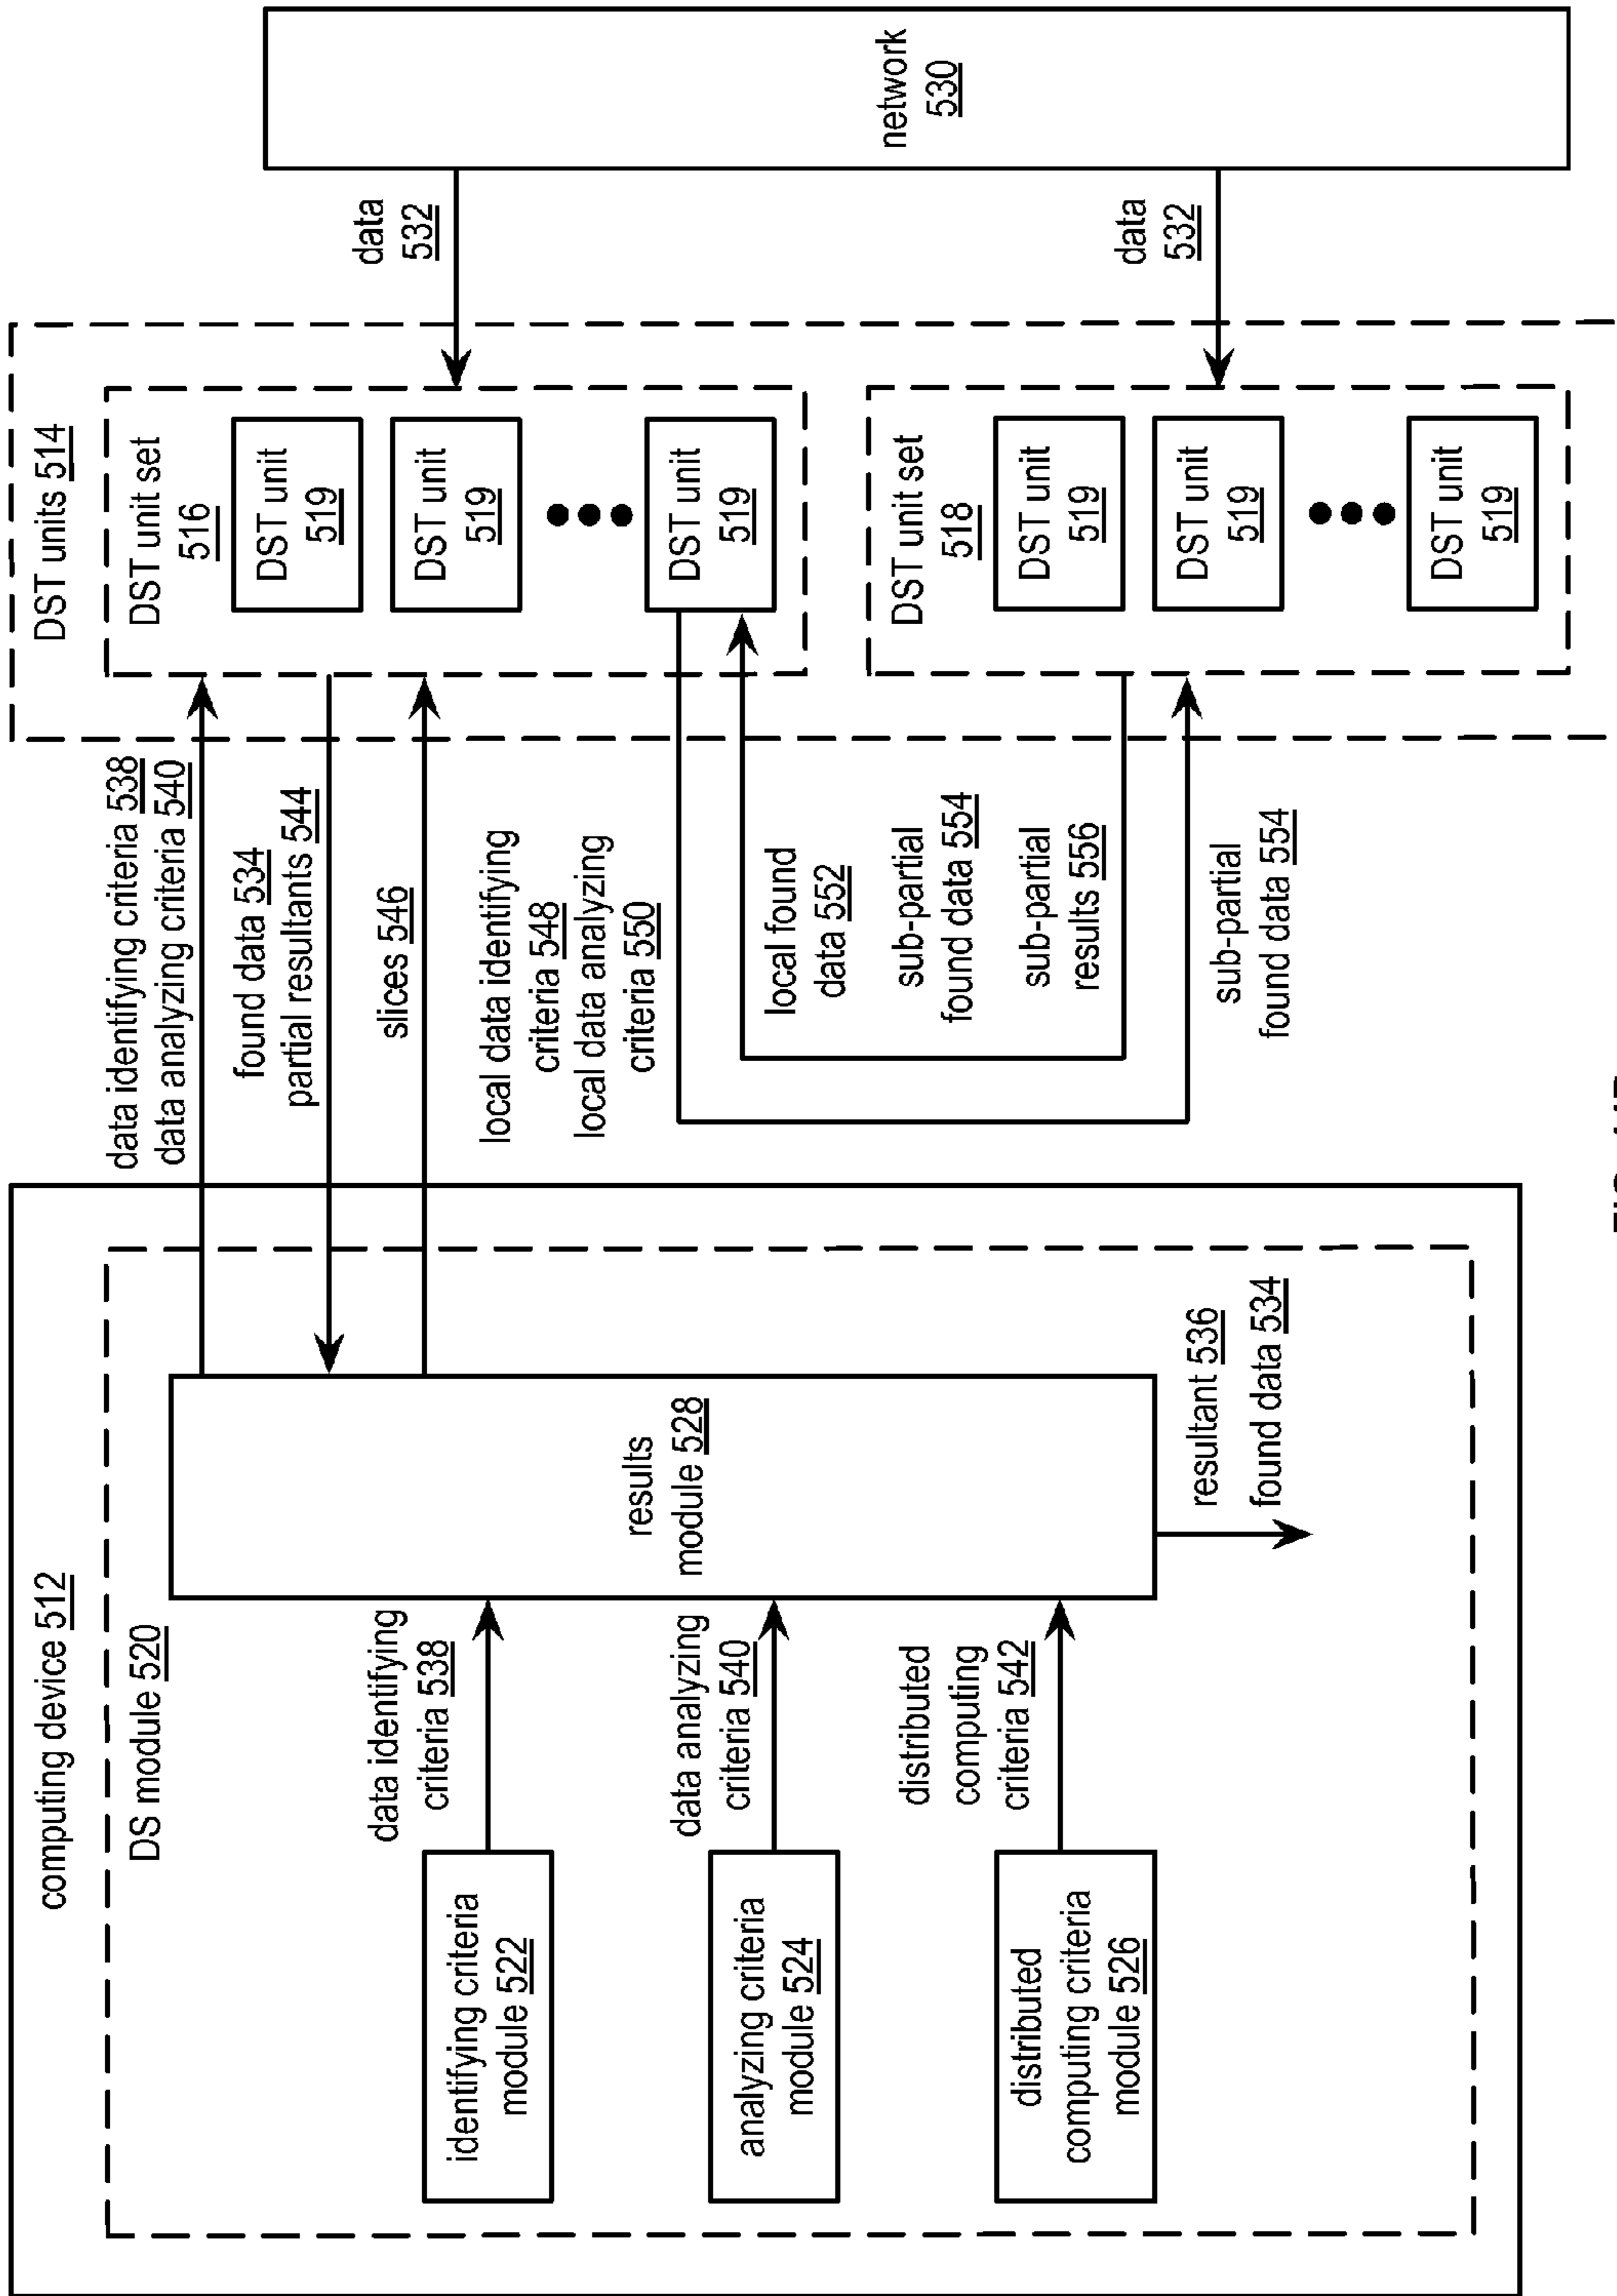 computing device 512
DS module 520
identifying criteria
module 522
analyzing criteria
module 524
distributed
computing criteria
module 526
data identifying
criteria 538
data analyzing
criteria 540
distributed
computing
criteria 542
results
module 528
resultant 536
found data 534
data identifying criteria 538
data analyzing criteria 540
found data 534
partial resultants 544
slices 546
local data identifying
criteria 548
local data analyzing
criteria 550
local found
data 552
sub-partial
found data 554
sub-partial
results 556
sub-partial
found data 554
DST units 514
DST unit set
516
DST unit
519
DST unit
519
DST unit
519
DST unit set
518
DST unit
519
DST unit
519
DST unit
519
data
532
data
532
network
530